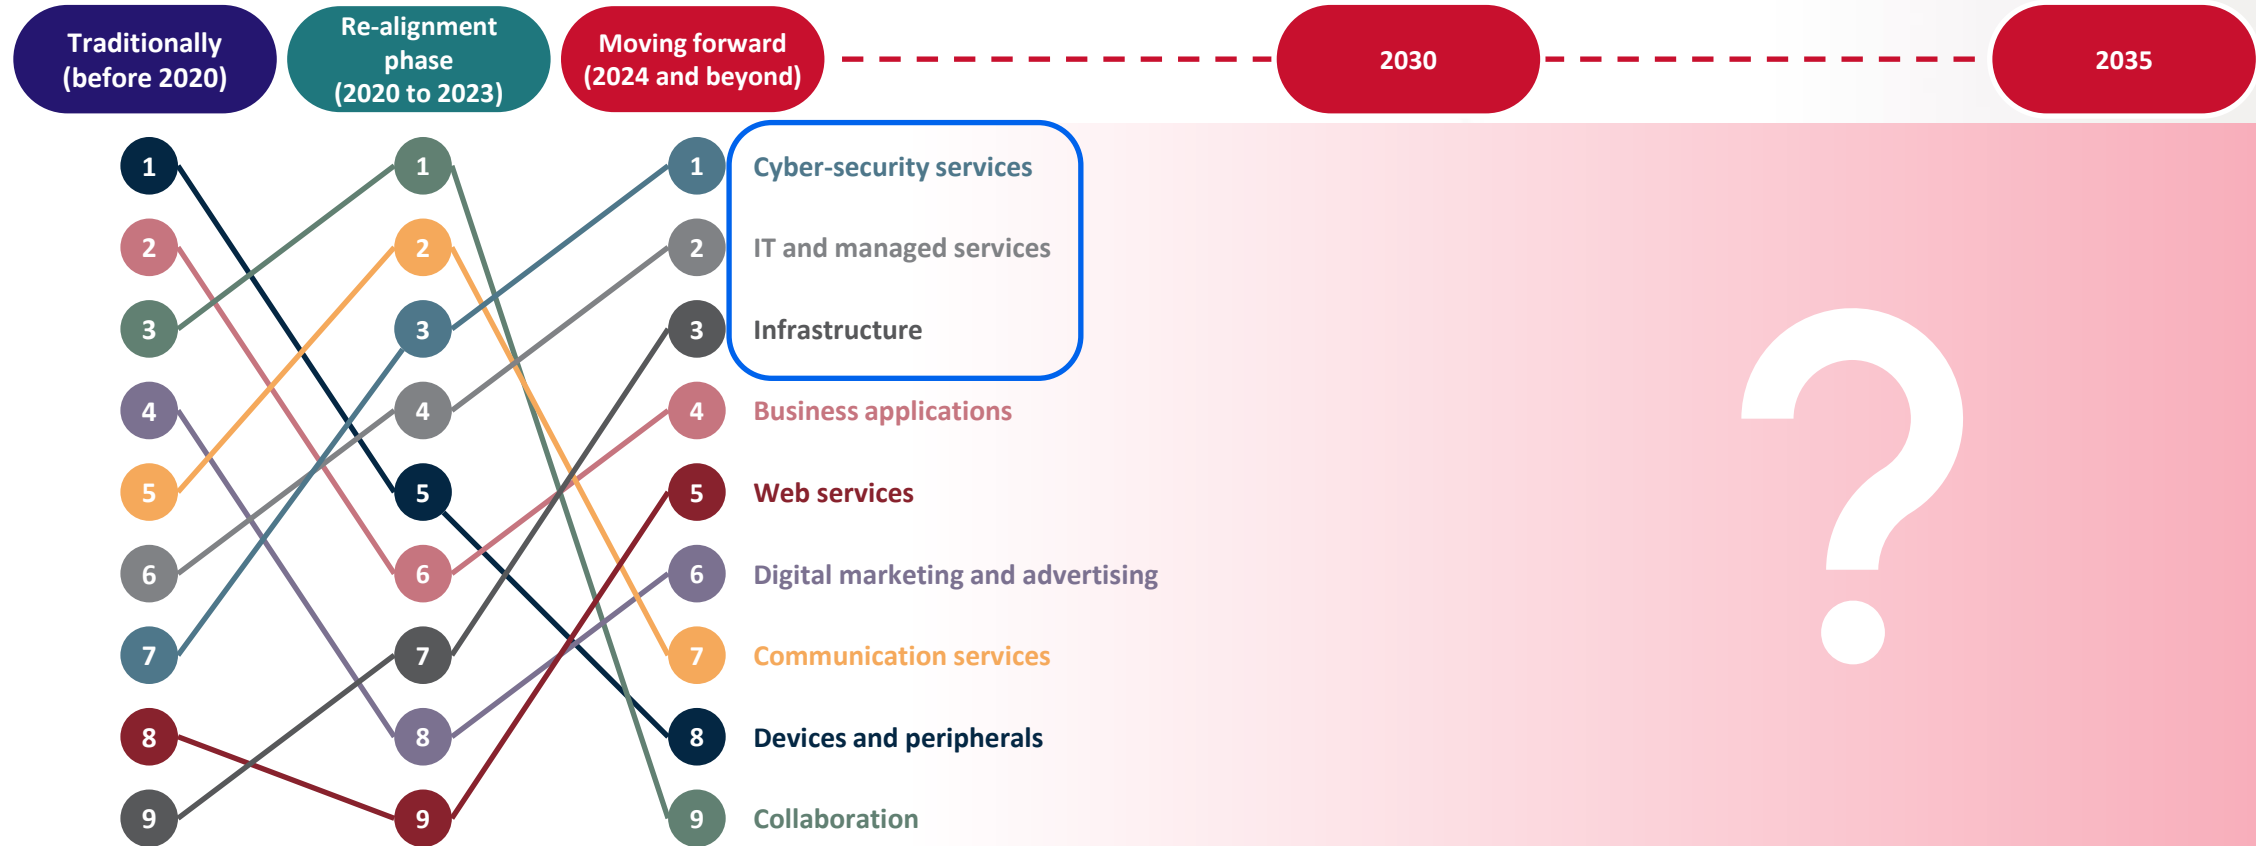 Traditionally
(before 2020)
Re-alignment
phase
(2020 to 2023)
Moving forward
(2024 and beyond)
2030
2035
1
1
1
Cyber-security services
2
2
2
IT and managed services
3
3
3
Infrastructure
4
4
4
Business applications
5
5
5
Web services
6
6
6
Digital marketing and advertising
7
7
7
Communication services
8
8
8
Devices and peripherals
9
9
9
Collaboration
?